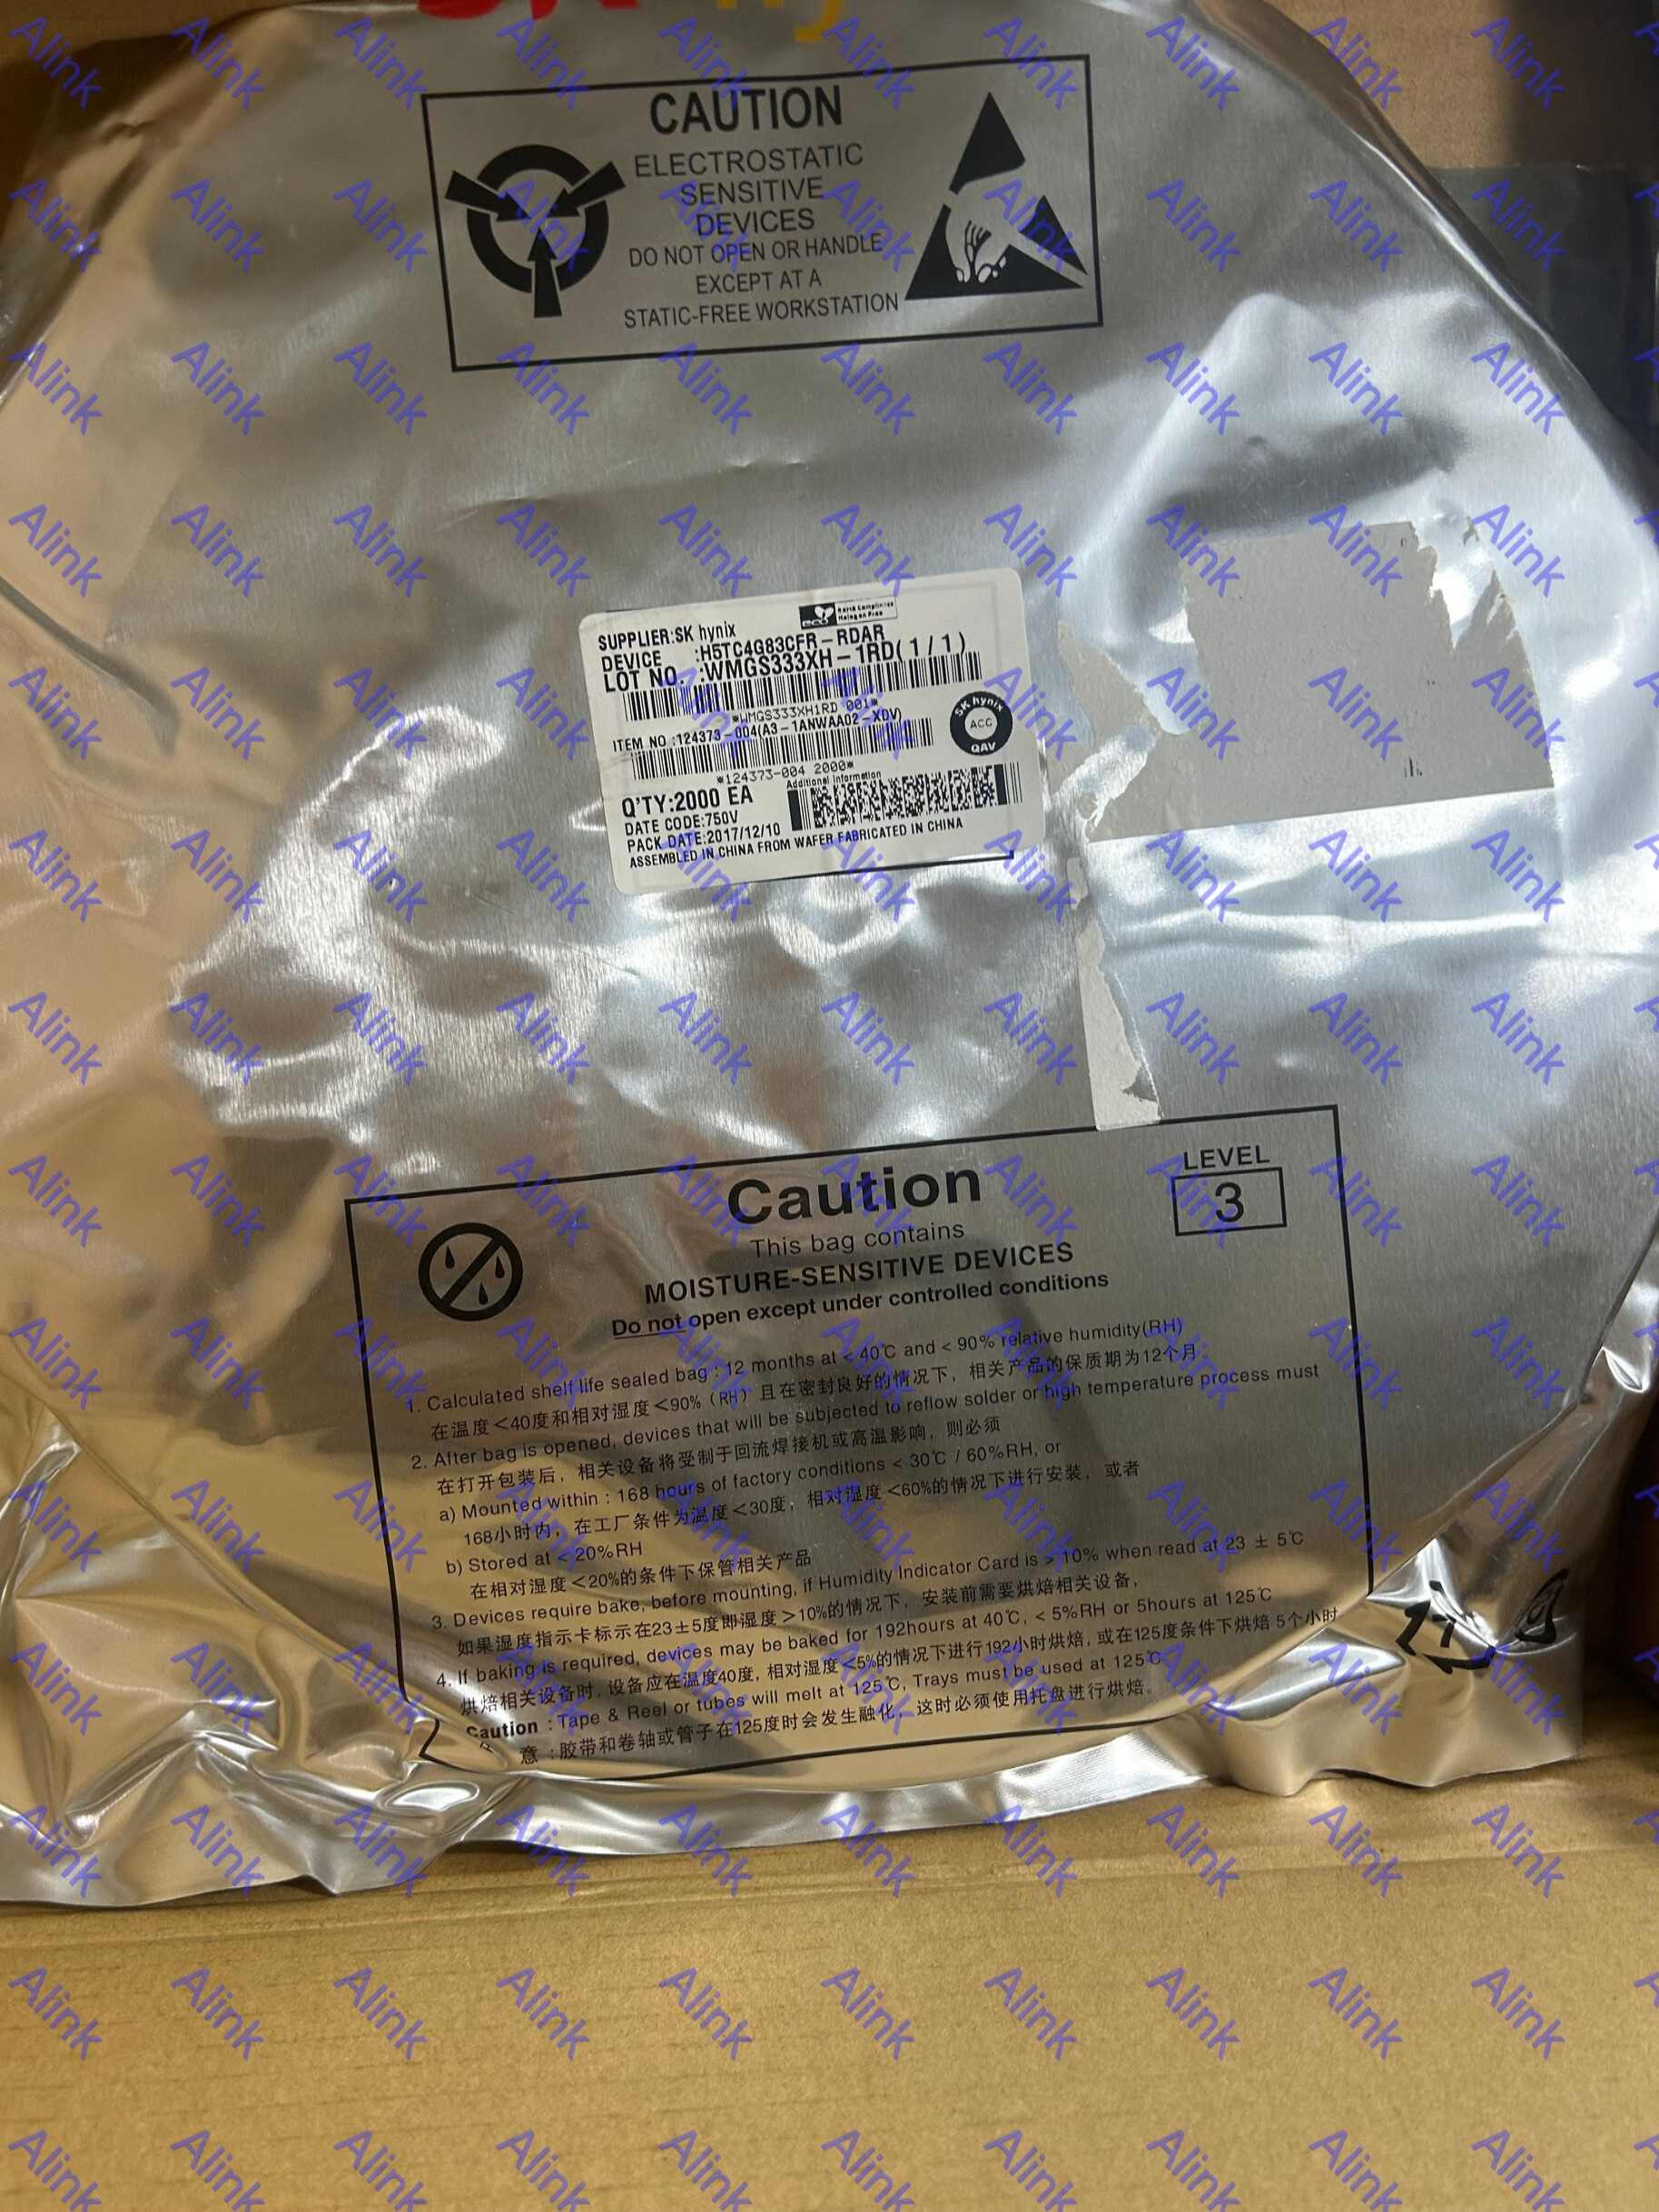 SK hy
CAUTION
ELECTROSTATIC
SENSITIVE
DEVICES
DO NOT OPEN OR HANDLE
EXCEPT AT A
STATIC-FREE WORKSTATION
eco
RoHS Compliance
Halogen Free
SUPPLIER:SK hynix
DEVICE :H5TC4G83CFR-RDAR
LOT NO. :WMGS333XH-1RD(1/1)
*WMGS333XH1RD 001*
ITEM NO :124373-004(A3-1ANWAA02-XDV)
SK hynix
ACC
QAV
*124373-004 2000*
Additional Information
Q'TY:2000 EA
DATE CODE:750V
PACK DATE:2017/12/10
ASSEMBLED IN CHINA FROM WAFER FABRICATED IN CHINA
Caution
LEVEL
3
This bag contains
MOISTURE-SENSITIVE DEVICES
Do not open except under controlled conditions
1. Calculated shelf life sealed bag : 12 months at < 40℃ and < 90% relative humidity(RH)
在温度<40度和相对湿度<90%（RH）且在密封良好的情况下，相关产品的保质期为12个月
2. After bag is opened, devices that will be subjected to reflow solder or high temperature process must
在打开包装后，相关设备将受制于回流焊接机或高温影响，则必须
a) Mounted within : 168 hours of factory conditions < 30℃ / 60%RH, or
168小时内，在工厂条件为温度<30度，相对湿度<60%的情况下进行安装，或者
b) Stored at < 20%RH
在相对湿度<20%的条件下保管相关产品
3. Devices require bake, before mounting, if Humidity Indicator Card is > 10% when read at 23 ± 5℃
如果湿度指示卡标示在23±5度即湿度>10%的情况下，安装前需要烘焙相关设备，
4. If baking is required, devices may be baked for 192hours at 40℃, < 5%RH or 5hours at 125℃
烘焙相关设备时，设备应在温度40度，相对湿度<5%的情况下进行192小时烘焙，或在125度条件下烘焙 5个小时
Caution : Tape & Reel or tubes will melt at 125℃, Trays must be used at 125℃
意 : 胶带和卷轴或管子在125度时会发生融化，这时必须使用托盘进行烘焙。
Alink